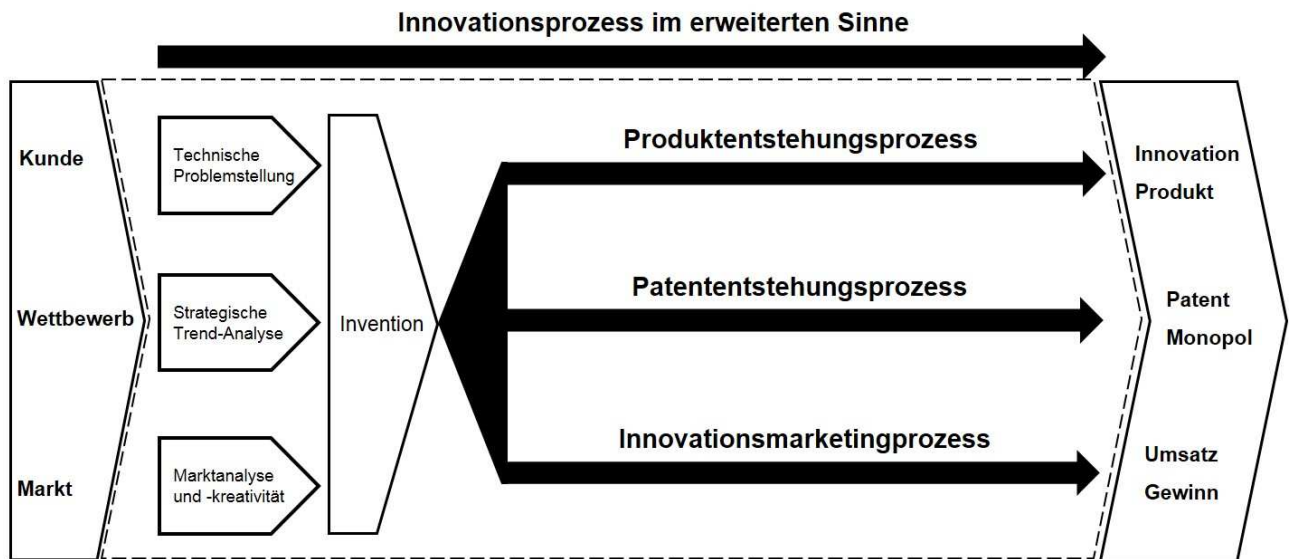 Innovationsprozess im erweiterten Sinne
Kunde
Wettbewerb
Markt
Technische
Problemstellung
Strategische
Trend-Analyse
Marktanalyse
und -kreativität
Invention
Produktentstehungsprozess
Patententstehungsprozess
Innovationsmarketingprozess
Innovation
Produkt
Patent
Monopol
Umsatz
Gewinn